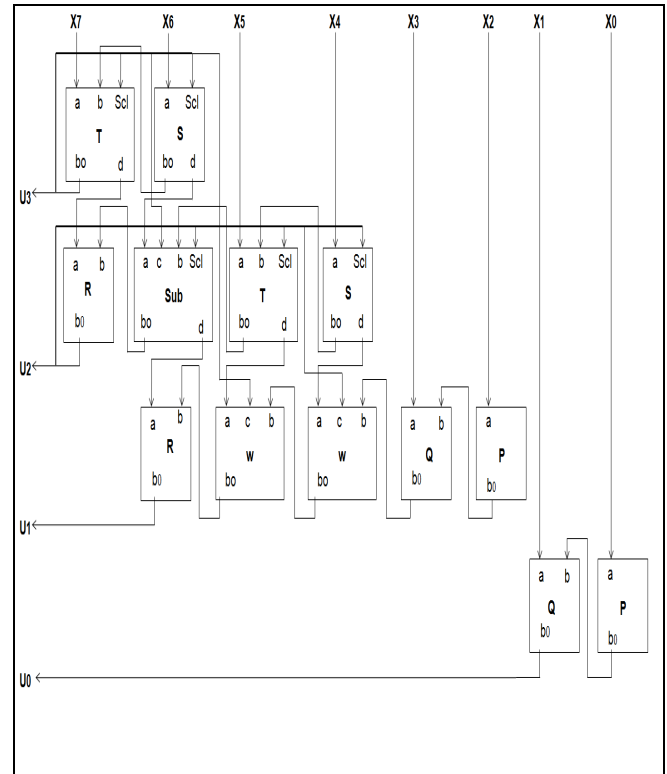 X7 X6 X5 X4 X3 X2 X1 X0
a b Scl a Scl
T S
bo d bo d
U3
a b a c b Scl a b Scl a Scl
R Sub T S
b0 bo d bo d bo d
U2
a b a c b a c b a b a
R w w Q P
b0 bo bo b0 b0
U1
a b a
Q P
b0 b0
U0